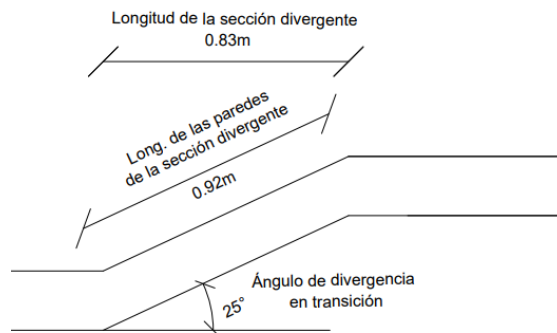 Longitud de la sección divergente
0.83m
Long. de las paredes
de la sección divergente
0.92m
Ángulo de divergencia
en transición
25°